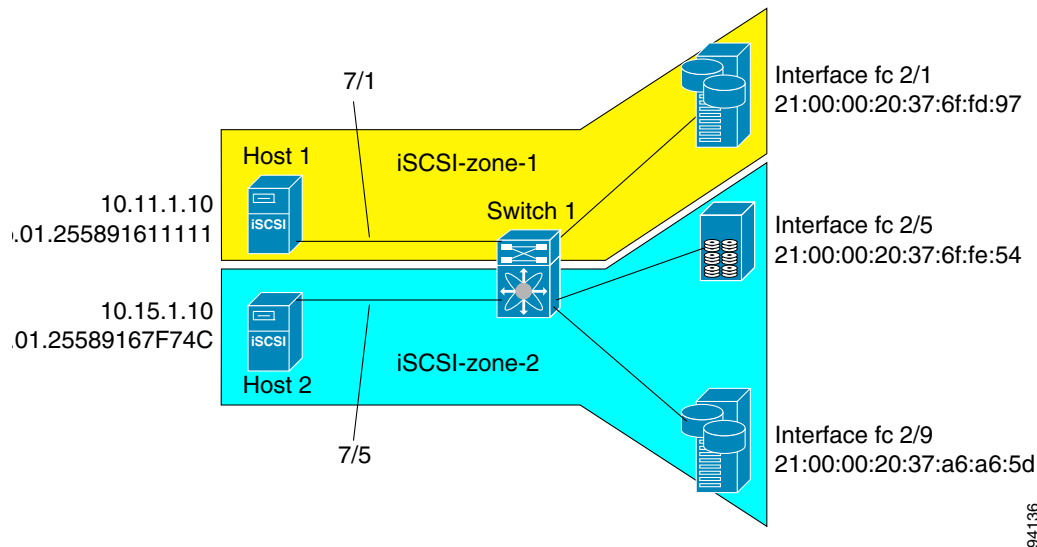 7/1
Interface fc 2/1
21:00:00:20:37:6f:fd:97
Host 1
iSCSI-zone-1
10.11.1.10
.01.255891611111
iSCSI
Switch 1
Interface fc 2/5
21:00:00:20:37:6f:fe:54
10.15.1.10
.01.25589167F74C
iSCSI
Host 2
iSCSI-zone-2
7/5
Interface fc 2/9
21:00:00:20:37:a6:a6:5d
94136